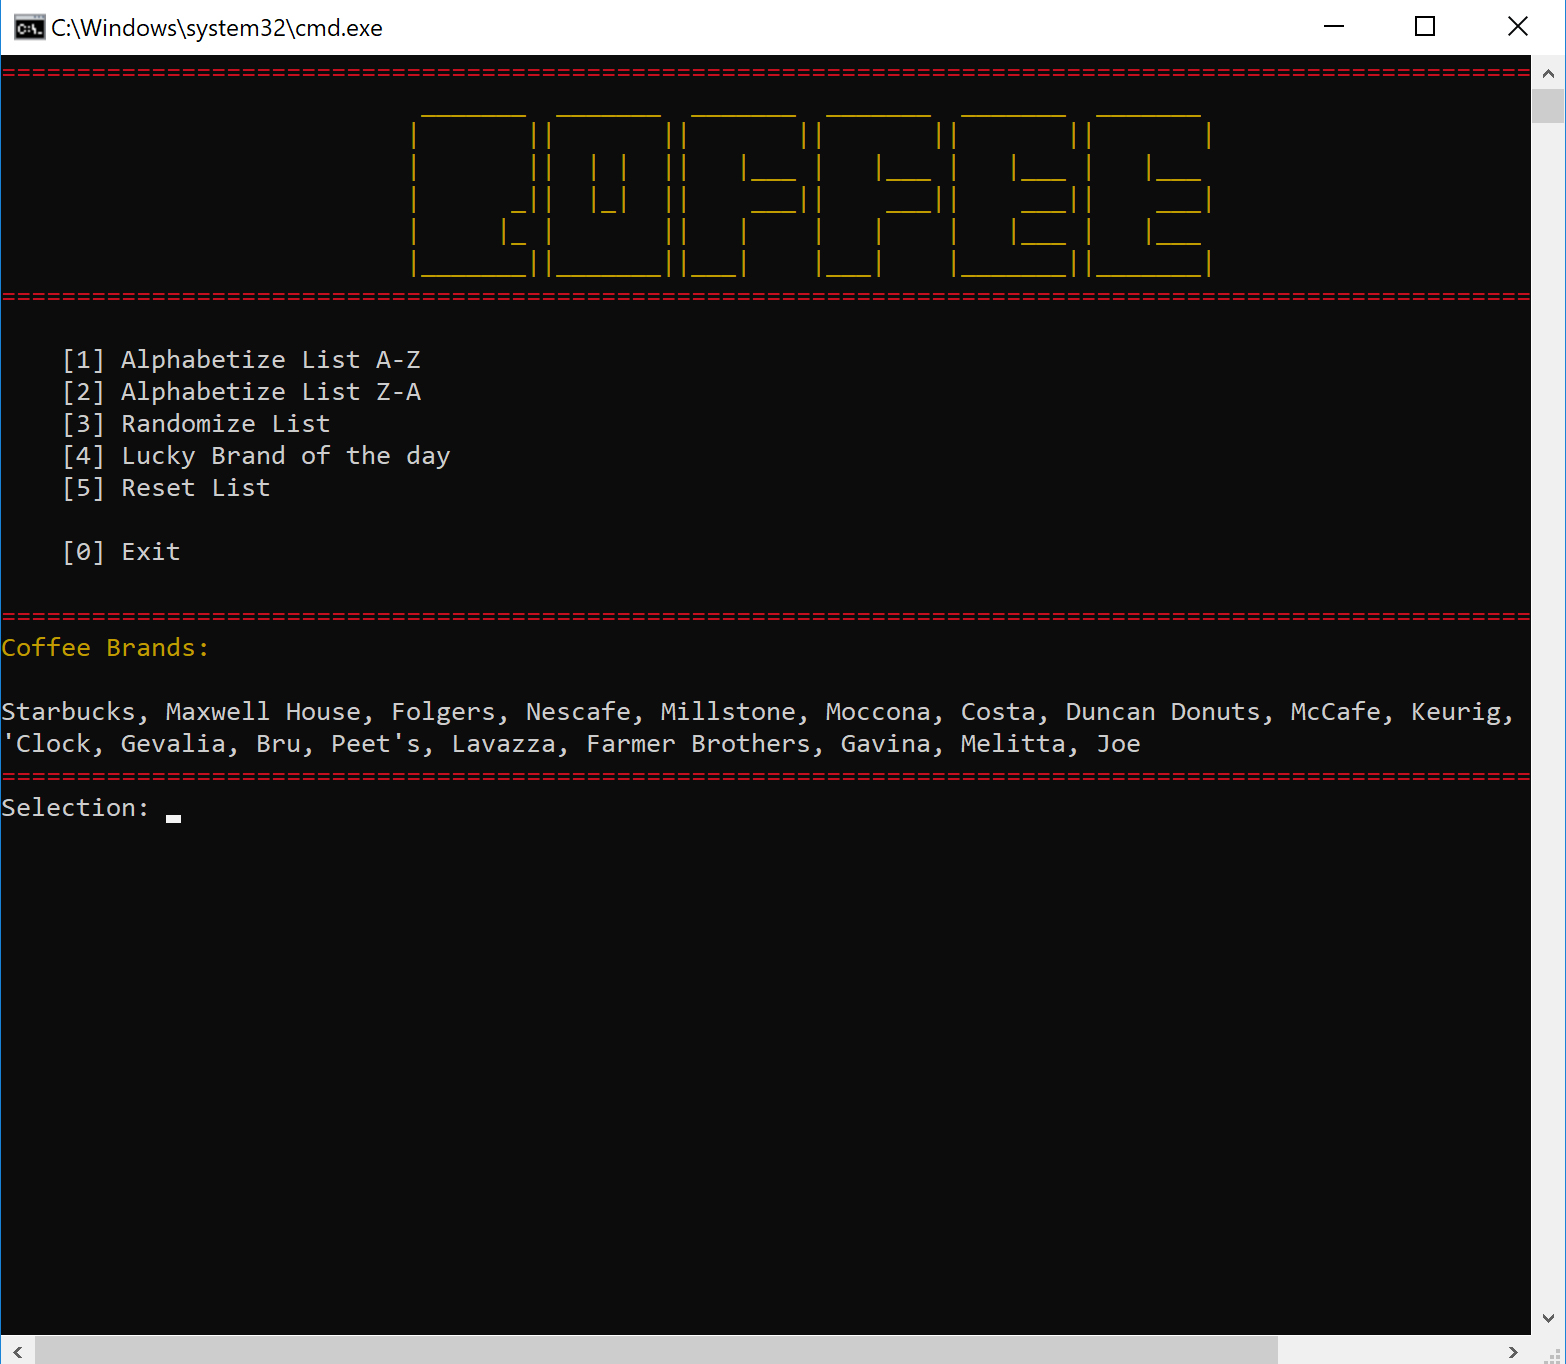 C:\Windows\system32\cmd.exe
COFFEE
[1] Alphabetize List A-Z
[2] Alphabetize List Z-A
[3] Randomize List
[4] Lucky Brand of the day
[5] Reset List
[0] Exit
Coffee Brands:
Starbucks, Maxwell House, Folgers, Nescafe, Millstone, Moccona, Costa, Duncan Donuts, McCafe, Keurig,
'Clock, Gevalia, Bru, Peet's, Lavazza, Farmer Brothers, Gavina, Melitta, Joe
Selection: